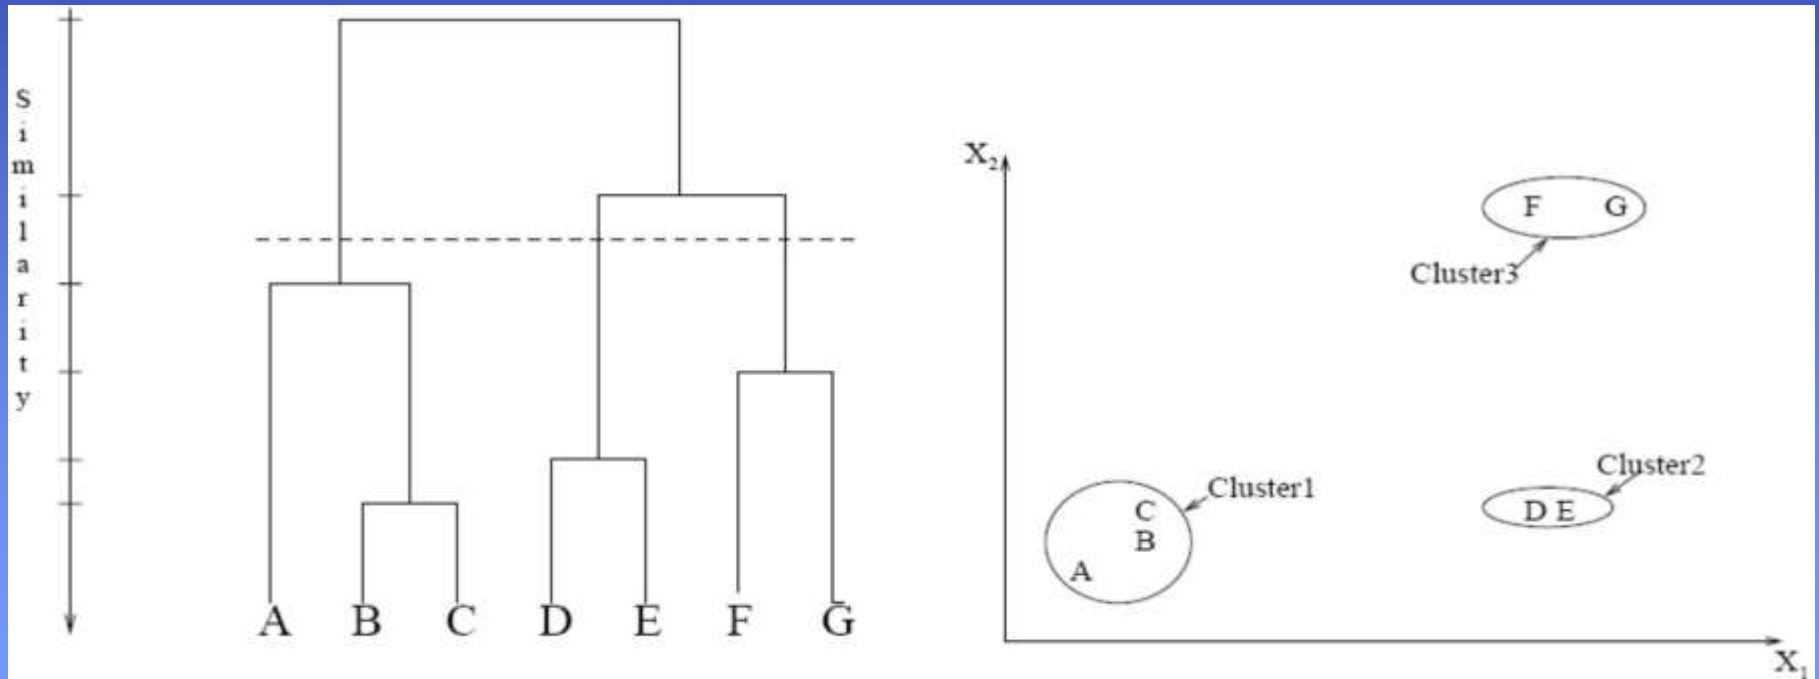 Similarity
A B C D E F G
X₂
F G
Cluster3
Cluster2
Cluster1
D E
C
B
A
X₁